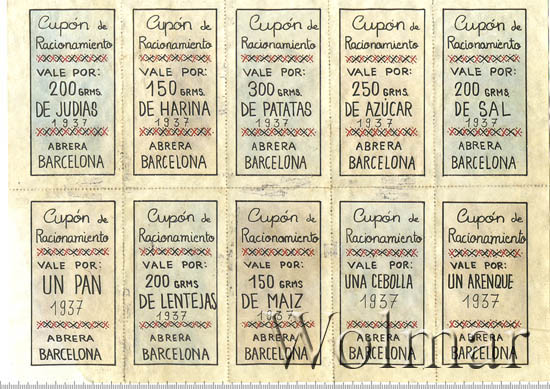 Cupón de
Racionamiento
VALE POR:
200 GRMS.
DE JUDIAS
1937
ABRERA
BARCELONA
Cupón de
Racionamiento
VALE POR:
150 GRMS.
DE HARINA
1937
ABRERA
BARCELONA
Cupón de
Racionamiento
VALE POR:
300 GRMS.
DE PATATAS
1937
ABRERA
BARCELONA
Cupón de
Racionamiento
VALE POR:
250 GRMS.
DE AZÚCAR
1937
ABRERA
BARCELONA
Cupón de
Racionamiento
VALE POR:
200 GRMS.
DE SAL
1937
ABRERA
BARCELONA
Cupón de
Racionamiento
VALE POR:
UN PAN
1937
ABRERA
BARCELONA
Cupón de
Racionamiento
VALE POR:
200 GRMS
DE LENTEJAS
1937
ABRERA
BARCELONA
Cupón de
Racionamiento
VALE POR:
150 GRMS
DE MAIZ
1937
ABRERA
BARCELONA
Cupón de
Racionamiento
VALE POR:
UNA CEBOLLA
1937
ABRERA
BARCELONA
Cupón de
Racionamiento
VALE POR:
UN ARENQUE
1937
ABRERA
BARCELONA
Wolmar